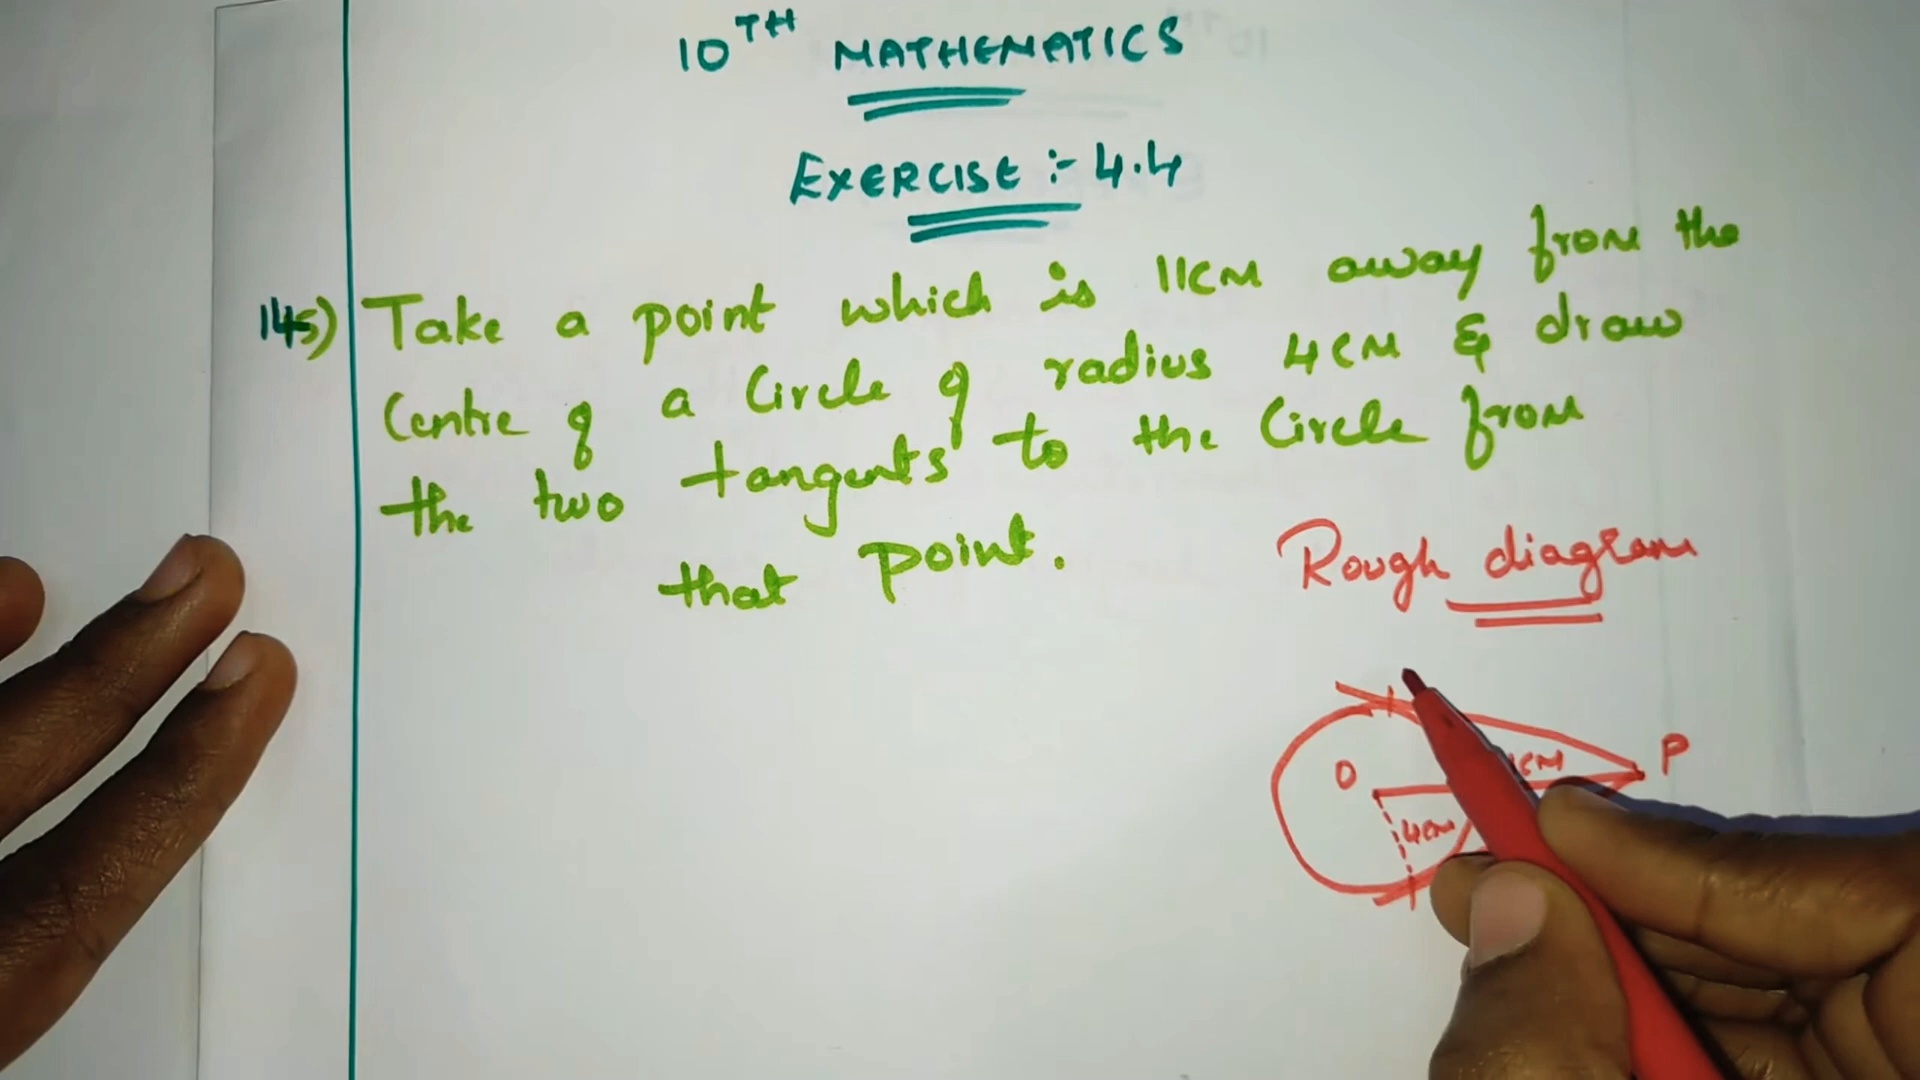 10TH MATHEMATICS
EXERCISE :- 4.4
14) Take a point which is 11CM away from the
Centre of a Circle of radius 4CM & draw
the two tangents to the Circle from
that point.
Rough diagram
P
O
4CM